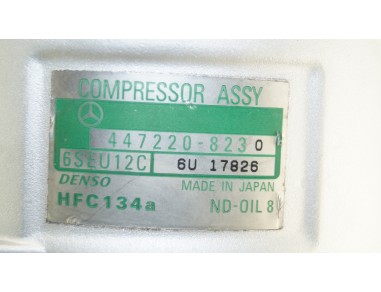 COMPRESSOR ASSY
447220-8230
6SEU12C 6U 17826
DENSO MADE IN JAPAN
HFC134a ND-OIL 8